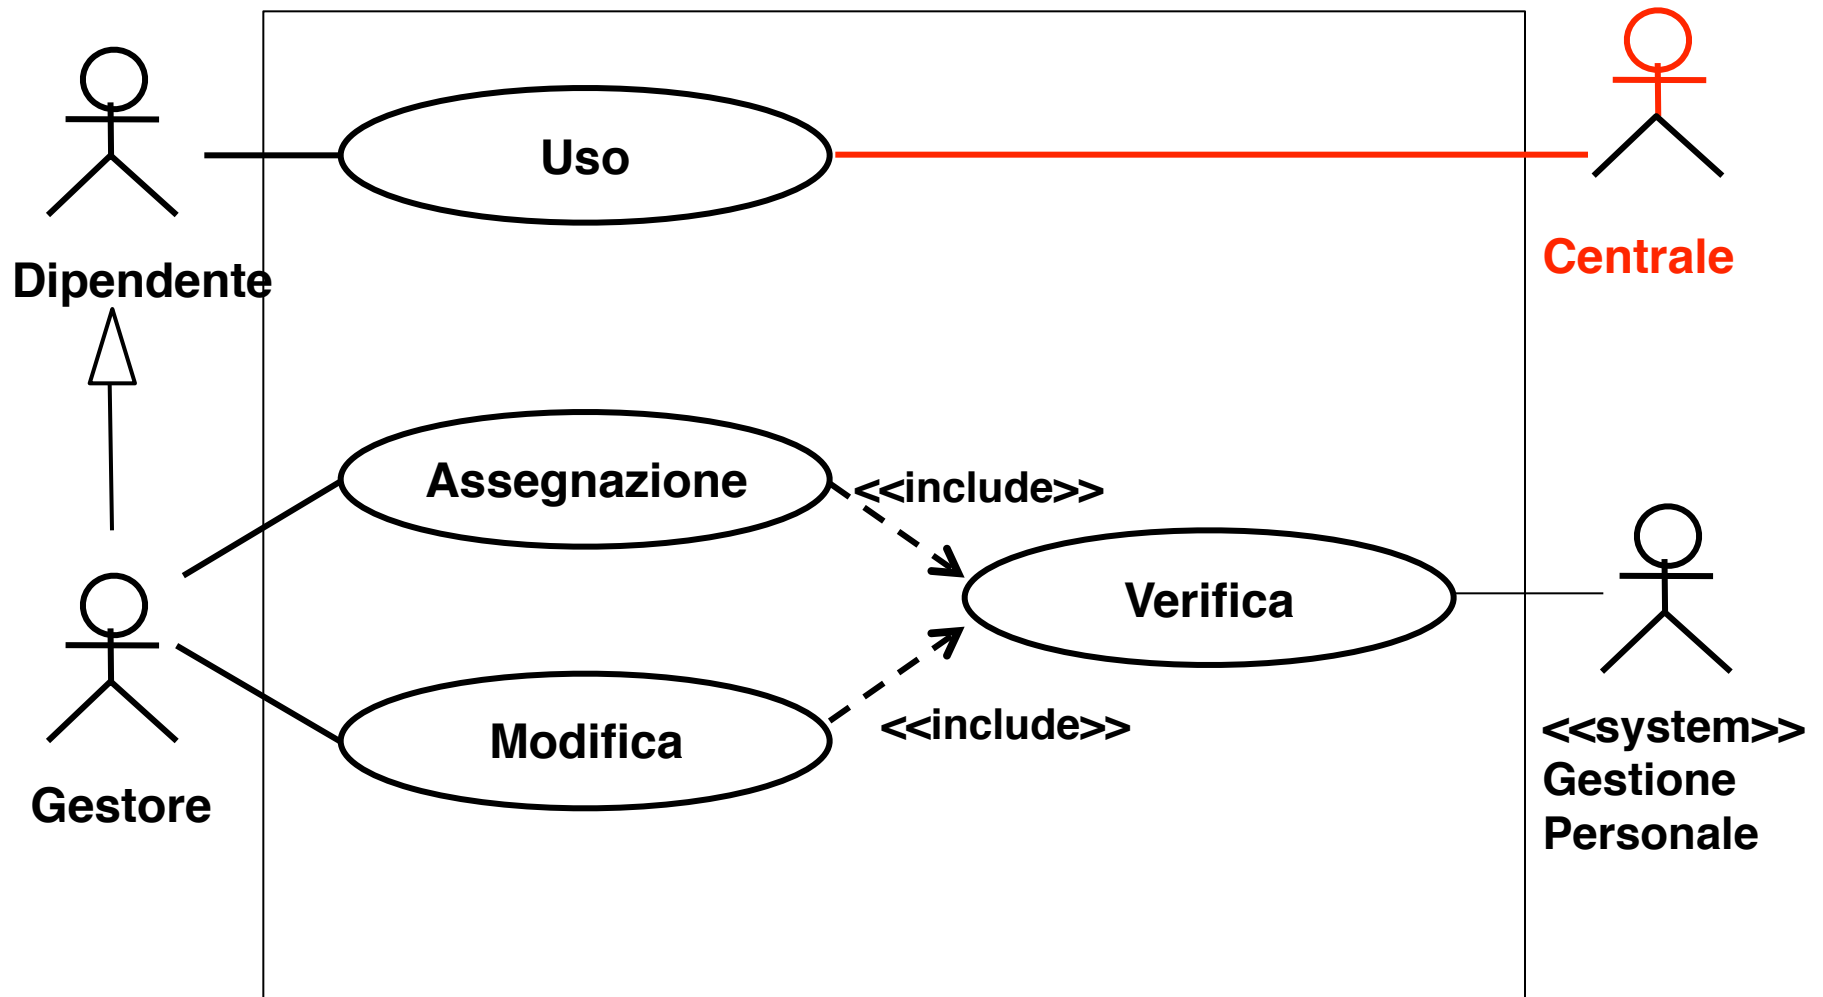 Uso
Centrale
Dipendente
Assegnazione
<<include>>
Verifica
Modifica
<<include>>
<<system>>
Gestione
Personale
Gestore